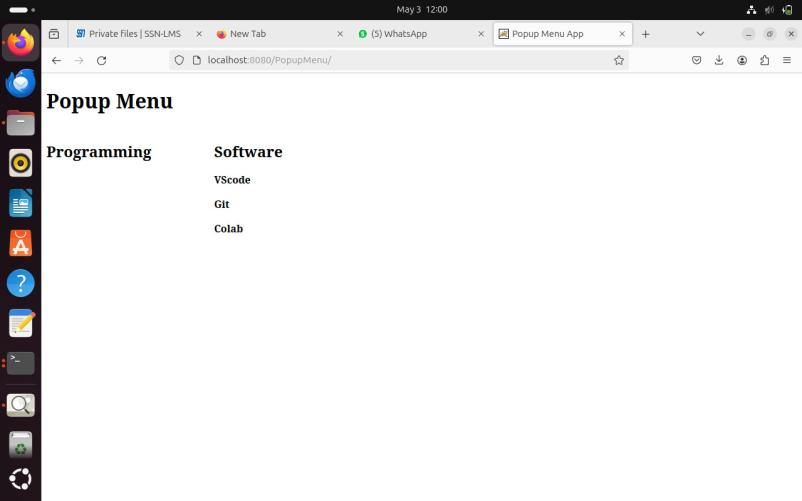 May 3 12:00
Private files | SSN-LMS
New Tab
(5) WhatsApp
Popup Menu App
localhost:8080/PopupMenu/
Popup Menu
Programming
Software
VScode
Git
Colab